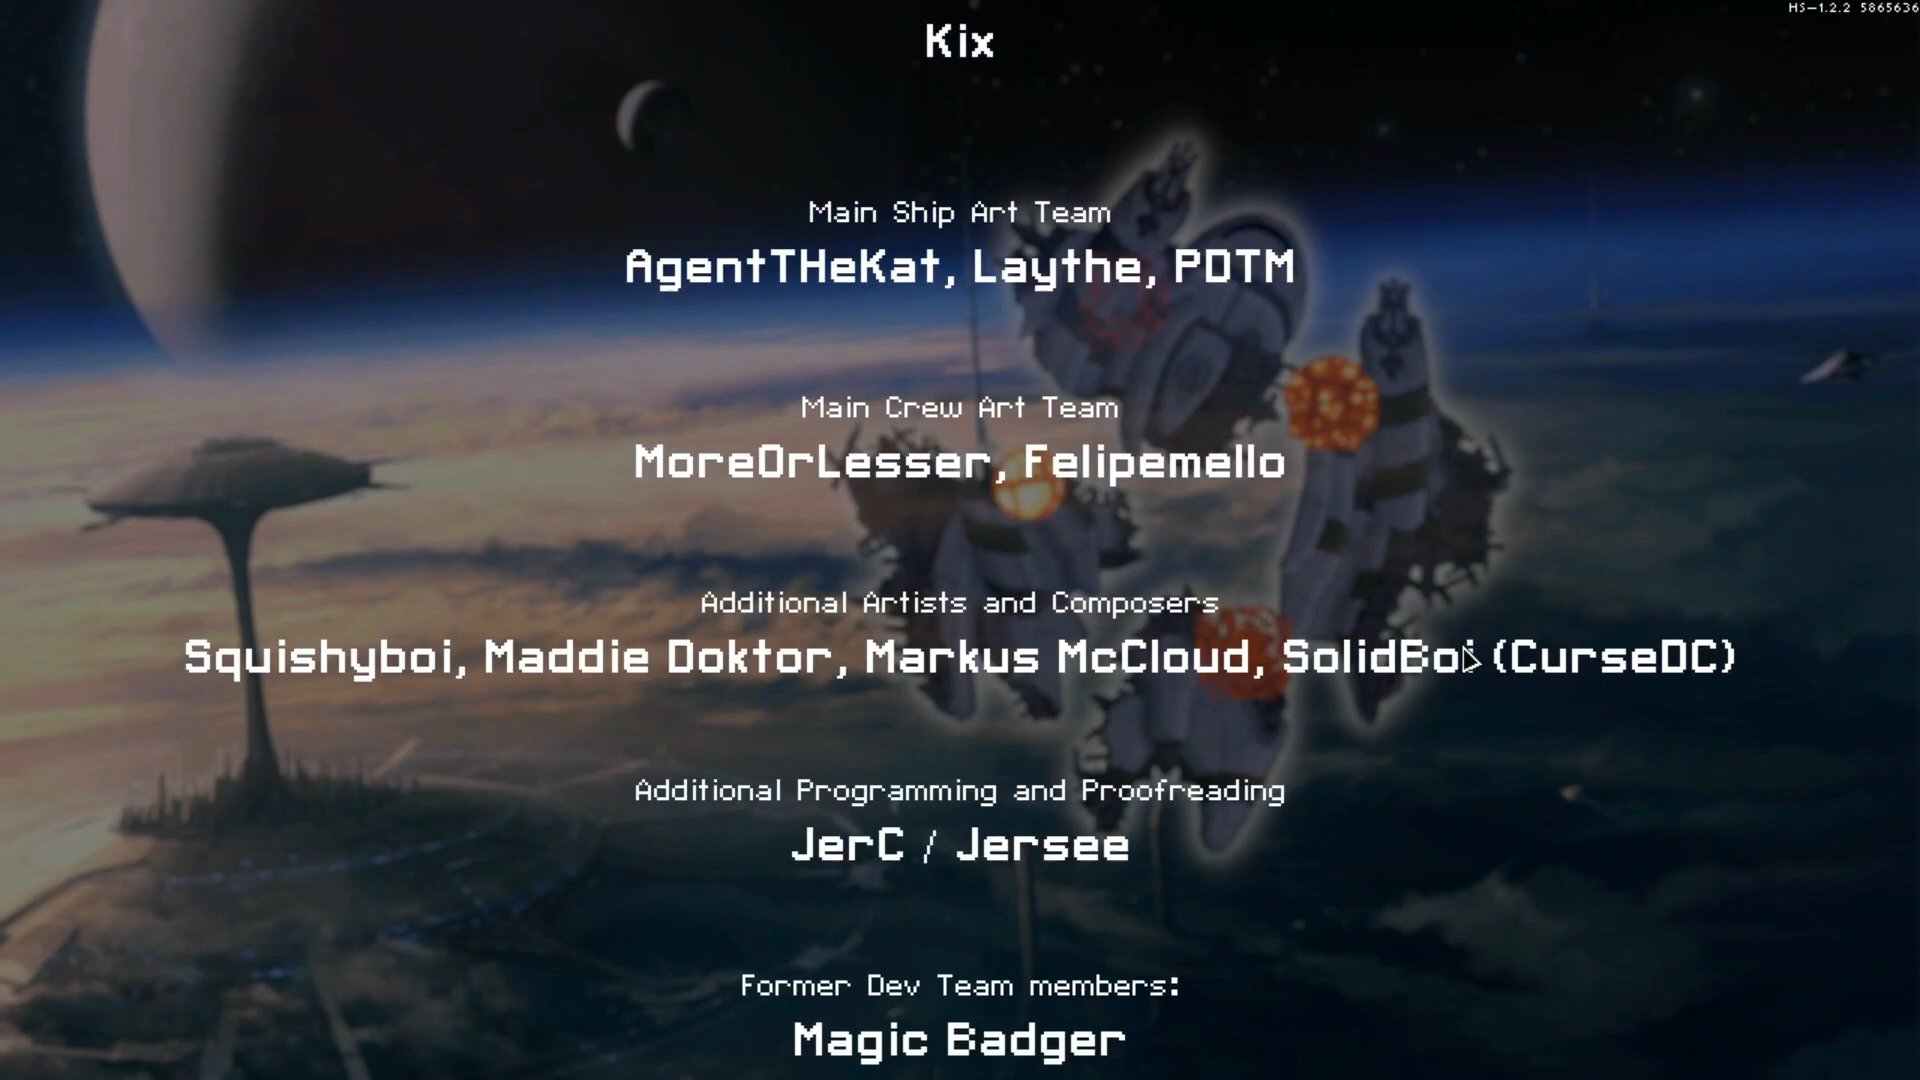 HS-1.2.2 5865636
Kix
Main Ship Art Team
AgentTHeKat, Laythe, PDTM
Main Crew Art Team
MoreOrLesser, Felipemello
Additional Artists and Composers
Squishyboi, Maddie Doktor, Markus McCloud, SolidBoi (CurseDC)
Additional Programming and Proofreading
JerC / Jersee
Former Dev Team members:
Magic Badger